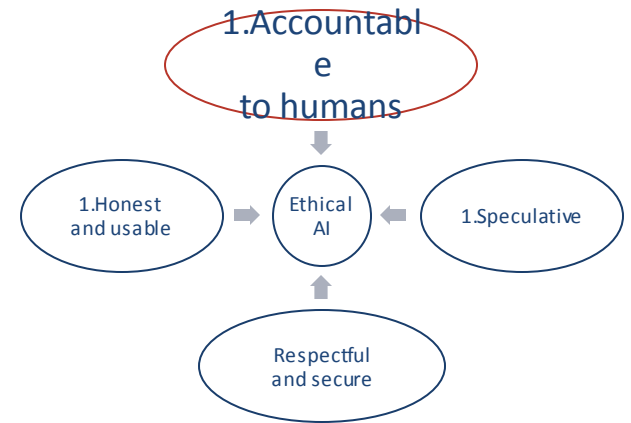 1.Accountabl
e
to humans
1.Honest
and usable
Ethical
AI
1.Speculative
Respectful
and secure